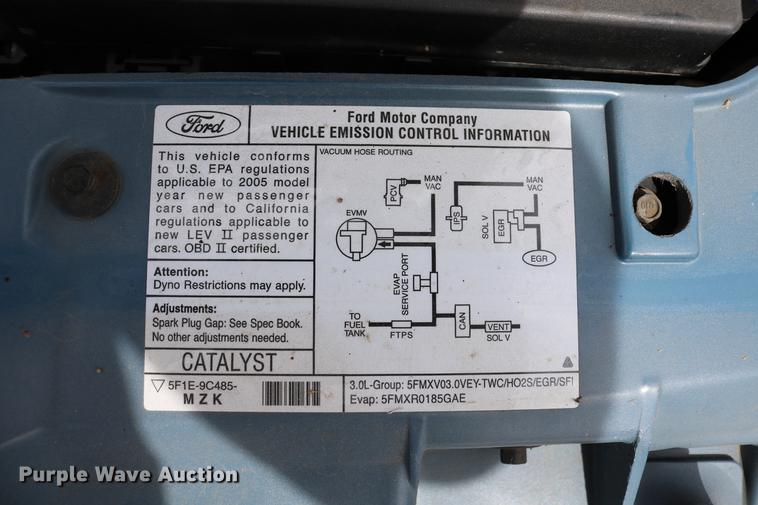 Ford
Ford Motor Company
VEHICLE EMISSION CONTROL INFORMATION
This vehicle conforms
to U.S. EPA regulations
applicable to 2005 model
year new passenger
cars and to California
regulations applicable to
new LEV II passenger
cars. OBD II certified.
Attention:
Dyno Restrictions may apply.
Adjustments:
Spark Plug Gap: See Spec Book.
No other adjustments needed.
CATALYST
5F1E-9C485-
MZK
VACUUM HOSE ROUTING
PCV
MAN
VAC
EVMV
IPS
MAN
VAC
EGR
SOL V
EGR
EVAP
SERVICE PORT
TO
FUEL
TANK
FTPS
CAN
VENT
SOL V
3.0L-Group: 5FMXV03.0VEY-TWC/HO2S/EGR/SFI
Evap: 5FMXR0185GAE
Purple Wave Auction